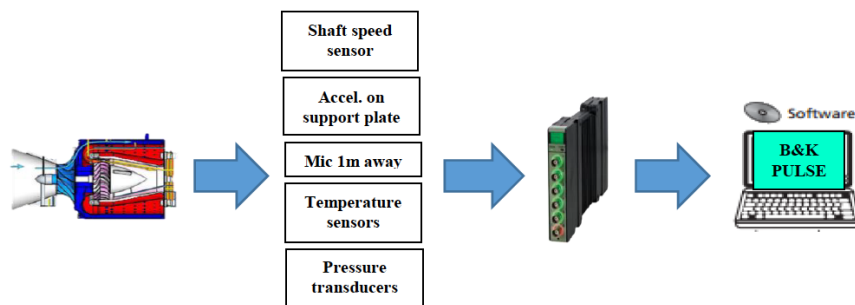 Shaft speed
sensor
Accel. on
support plate
Mic 1m away
Temperature
sensors
Pressure
transducers
Software
B&K
PULSE